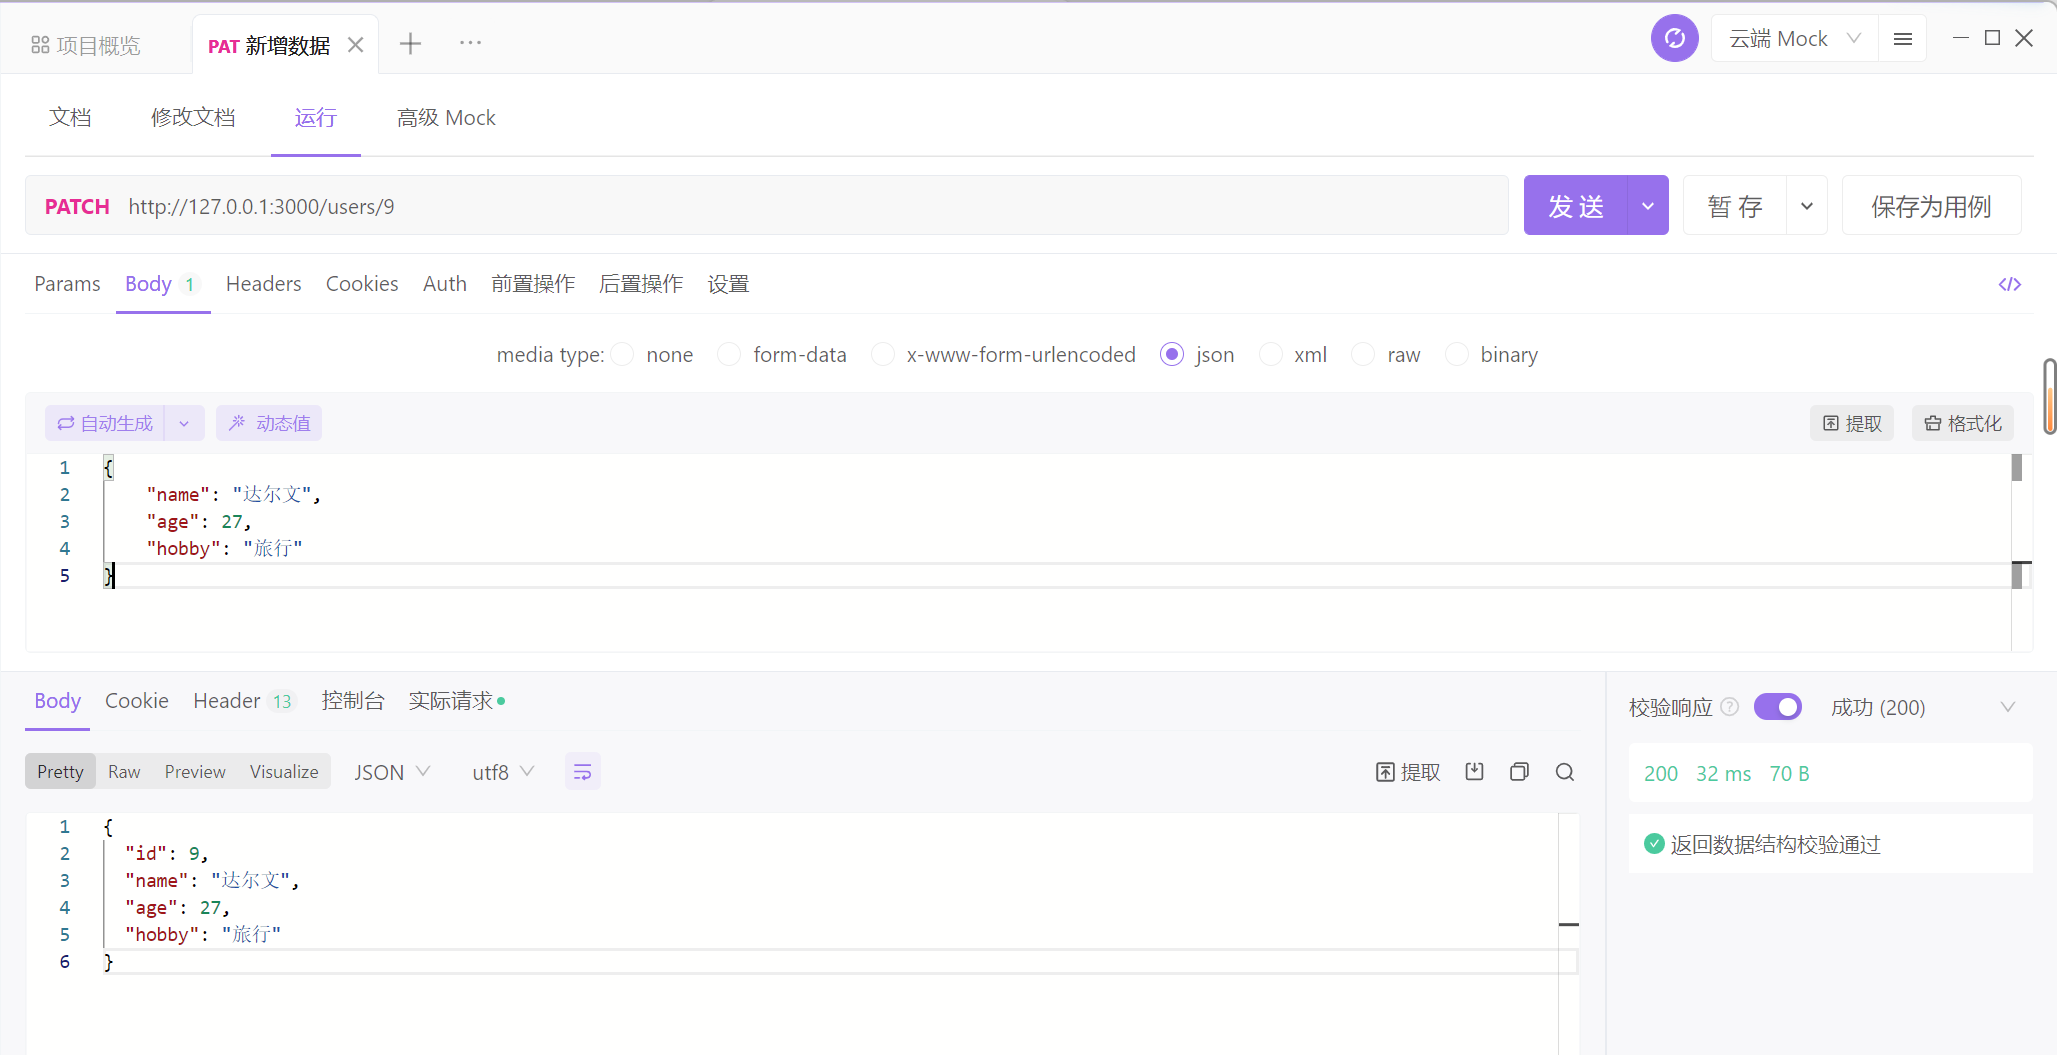 项目概览
PAT 新增数据
云端 Mock
文档 修改文档 运行 高级 Mock
PATCH http://127.0.0.1:3000/users/9
发 送
暂 存
保存为用例
Params Body 1 Headers Cookies Auth 前置操作 后置操作 设置
media type: none form-data x-www-form-urlencoded json xml raw binary
自动生成 动态值 提取 格式化
1 {
2 "name": "达尔文",
3 "age": 27,
4 "hobby": "旅行"
5 }
Body Cookie Header 13 控制台 实际请求
校验响应 ? 成功 (200)
Pretty Raw Preview Visualize JSON utf8 提取
200 32 ms 70 B
返回数据结构校验通过
1 {
2 "id": 9,
3 "name": "达尔文",
4 "age": 27,
5 "hobby": "旅行"
6 }